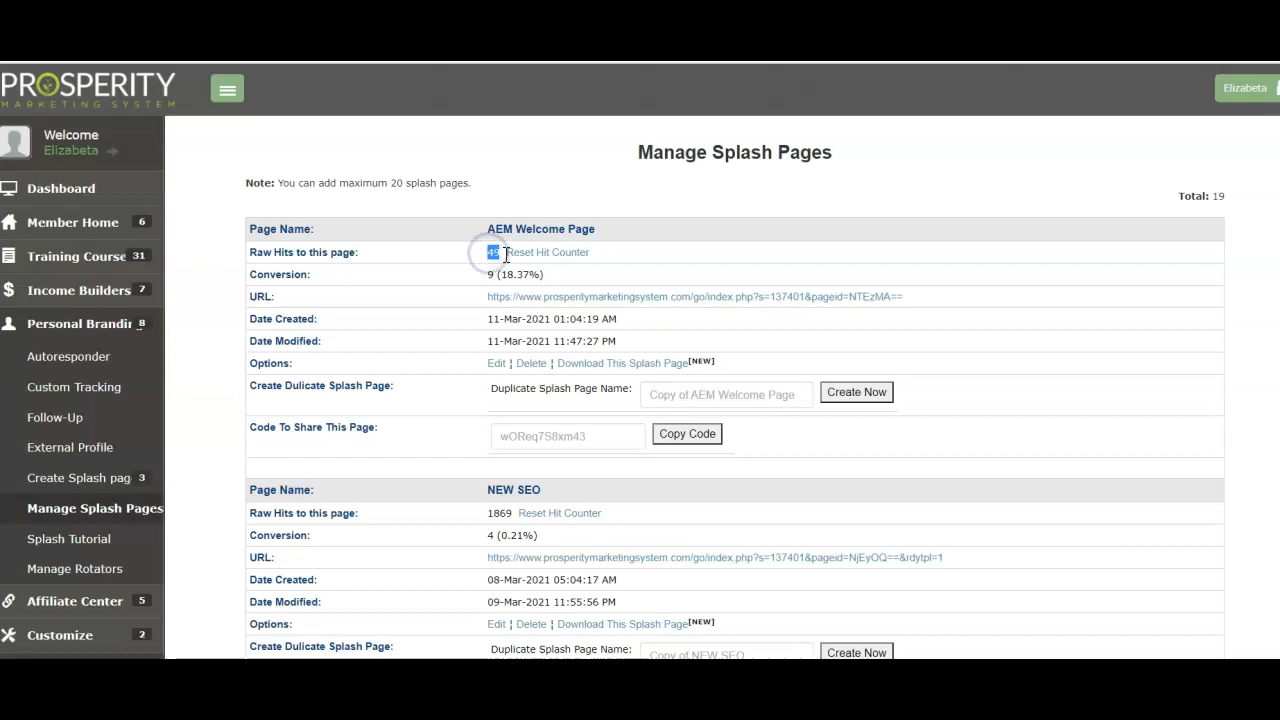 PROSPERITY
MARKETING SYSTEM
Elizabeta
Welcome
Elizabeta
Dashboard
Member Home 6
Training Course 31
Income Builders 7
Personal Brandin 8
Autoresponder
Custom Tracking
Follow-Up
External Profile
Create Splash pag 3
Manage Splash Pages
Splash Tutorial
Manage Rotators
Affiliate Center 5
Customize 2
Manage Splash Pages
Note: You can add maximum 20 splash pages.
Total: 19
Page Name: AEM Welcome Page
Raw Hits to this page: 49 Reset Hit Counter
Conversion: 9 (18.37%)
URL: https://www.prosperitymarketingsystem.com/go/index.php?s=137401&pageid=NTEzMA==
Date Created: 11-Mar-2021 01:04:19 AM
Date Modified: 11-Mar-2021 11:47:27 PM
Options: Edit ¦ Delete ¦ Download This Splash Page[NEW]
Create Dulicate Splash Page: Duplicate Splash Page Name: Copy of AEM Welcome Page Create Now
Code To Share This Page: wOReq7S8xm43 Copy Code
Page Name: NEW SEO
Raw Hits to this page: 1869 Reset Hit Counter
Conversion: 4 (0.21%)
URL: https://www.prosperitymarketingsystem.com/go/index.php?s=137401&pageid=NjEyOQ==&rdytpl=1
Date Created: 08-Mar-2021 05:04:17 AM
Date Modified: 09-Mar-2021 11:55:56 PM
Options: Edit ¦ Delete ¦ Download This Splash Page[NEW]
Create Dulicate Splash Page: Duplicate Splash Page Name: Copy of NEW SEO Create Now